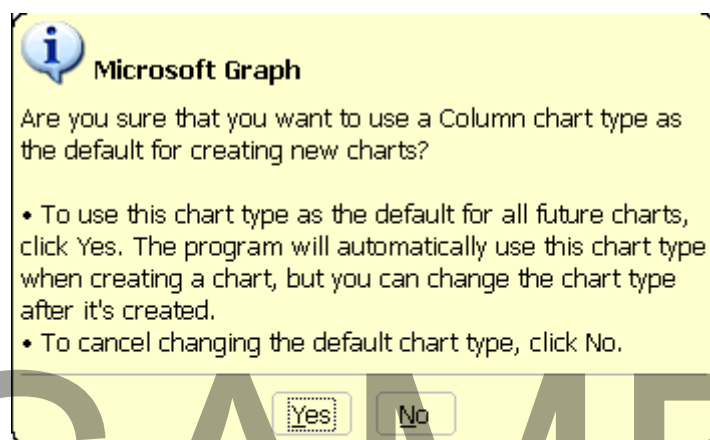 Microsoft Graph
Are you sure that you want to use a Column chart type as
the default for creating new charts?
• To use this chart type as the default for all future charts,
click Yes. The program will automatically use this chart type
when creating a chart, but you can change the chart type
after it's created.
• To cancel changing the default chart type, click No.
Yes No